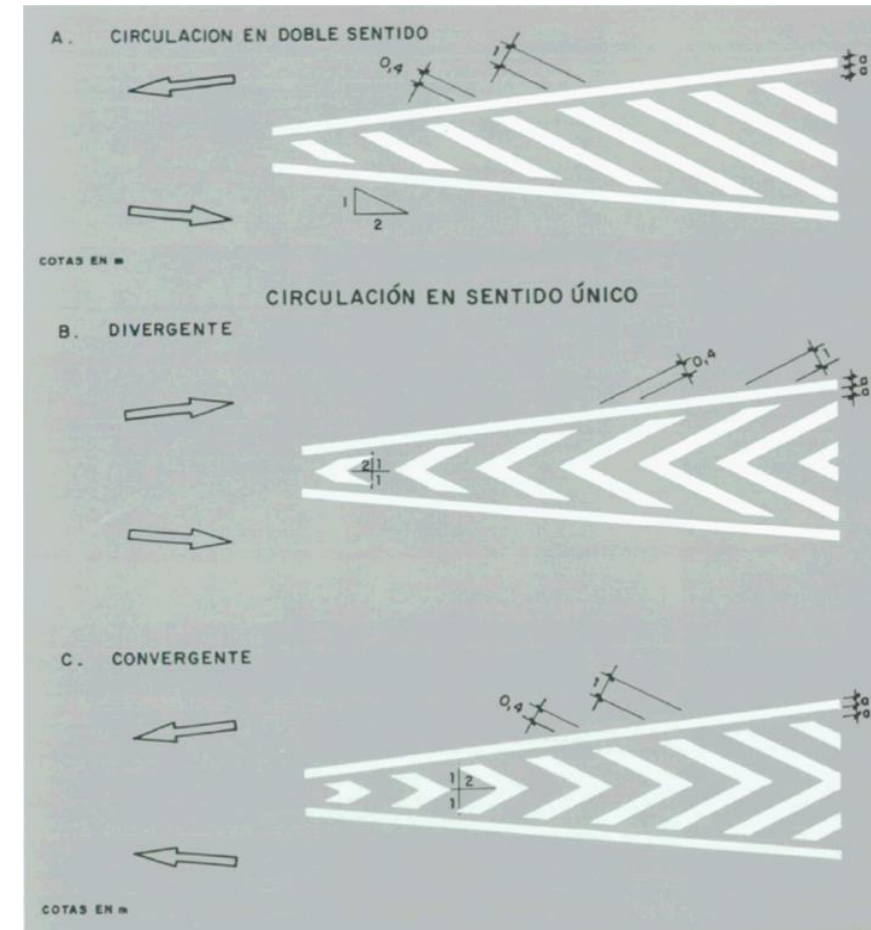 A. CIRCULACION EN DOBLE SENTIDO
0,4
1
a
a
1
2
COTAS EN m
CIRCULACIÓN EN SENTIDO ÚNICO
B. DIVERGENTE
0,4
1
a
a
2 1
1
C. CONVERGENTE
0,4
1
a
a
1 2
1
COTAS EN m